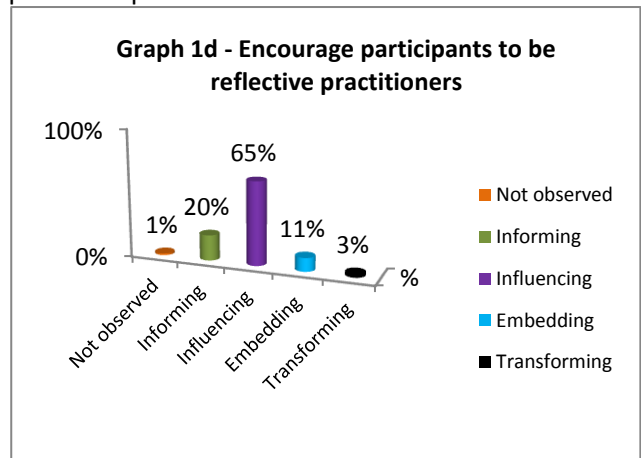 Graph 1d - Encourage participants to be
reflective practitioners
100%
0%
1%
20%
65%
11%
3%
%
Not observed
Informing
Influencing
Embedding
Transforming
Not observed
Informing
Influencing
Embedding
Transforming